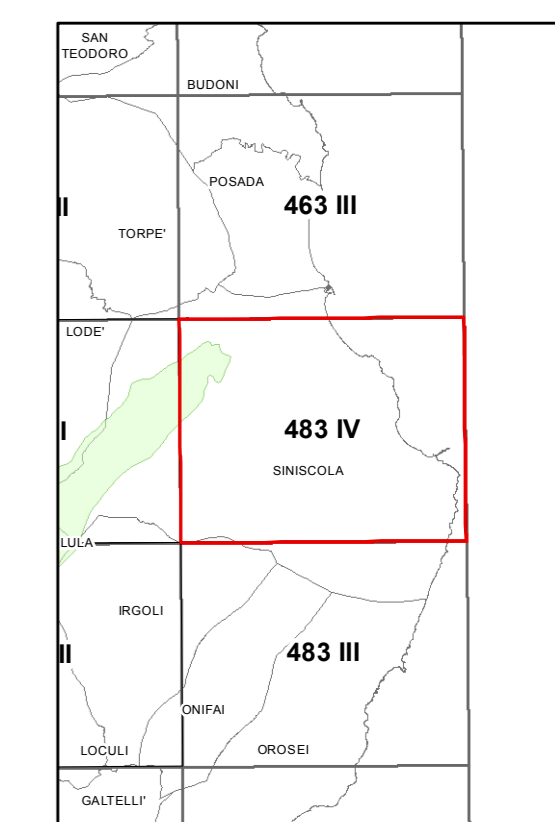 SAN
TEODORO
BUDONI
POSADA
II
463 III
TORPE'
LODE'
I
483 IV
SINISCOLA
LULA
IRGOLI
II
483 III
ONIFAI
LOCULI
OROSEI
GALTELLI'